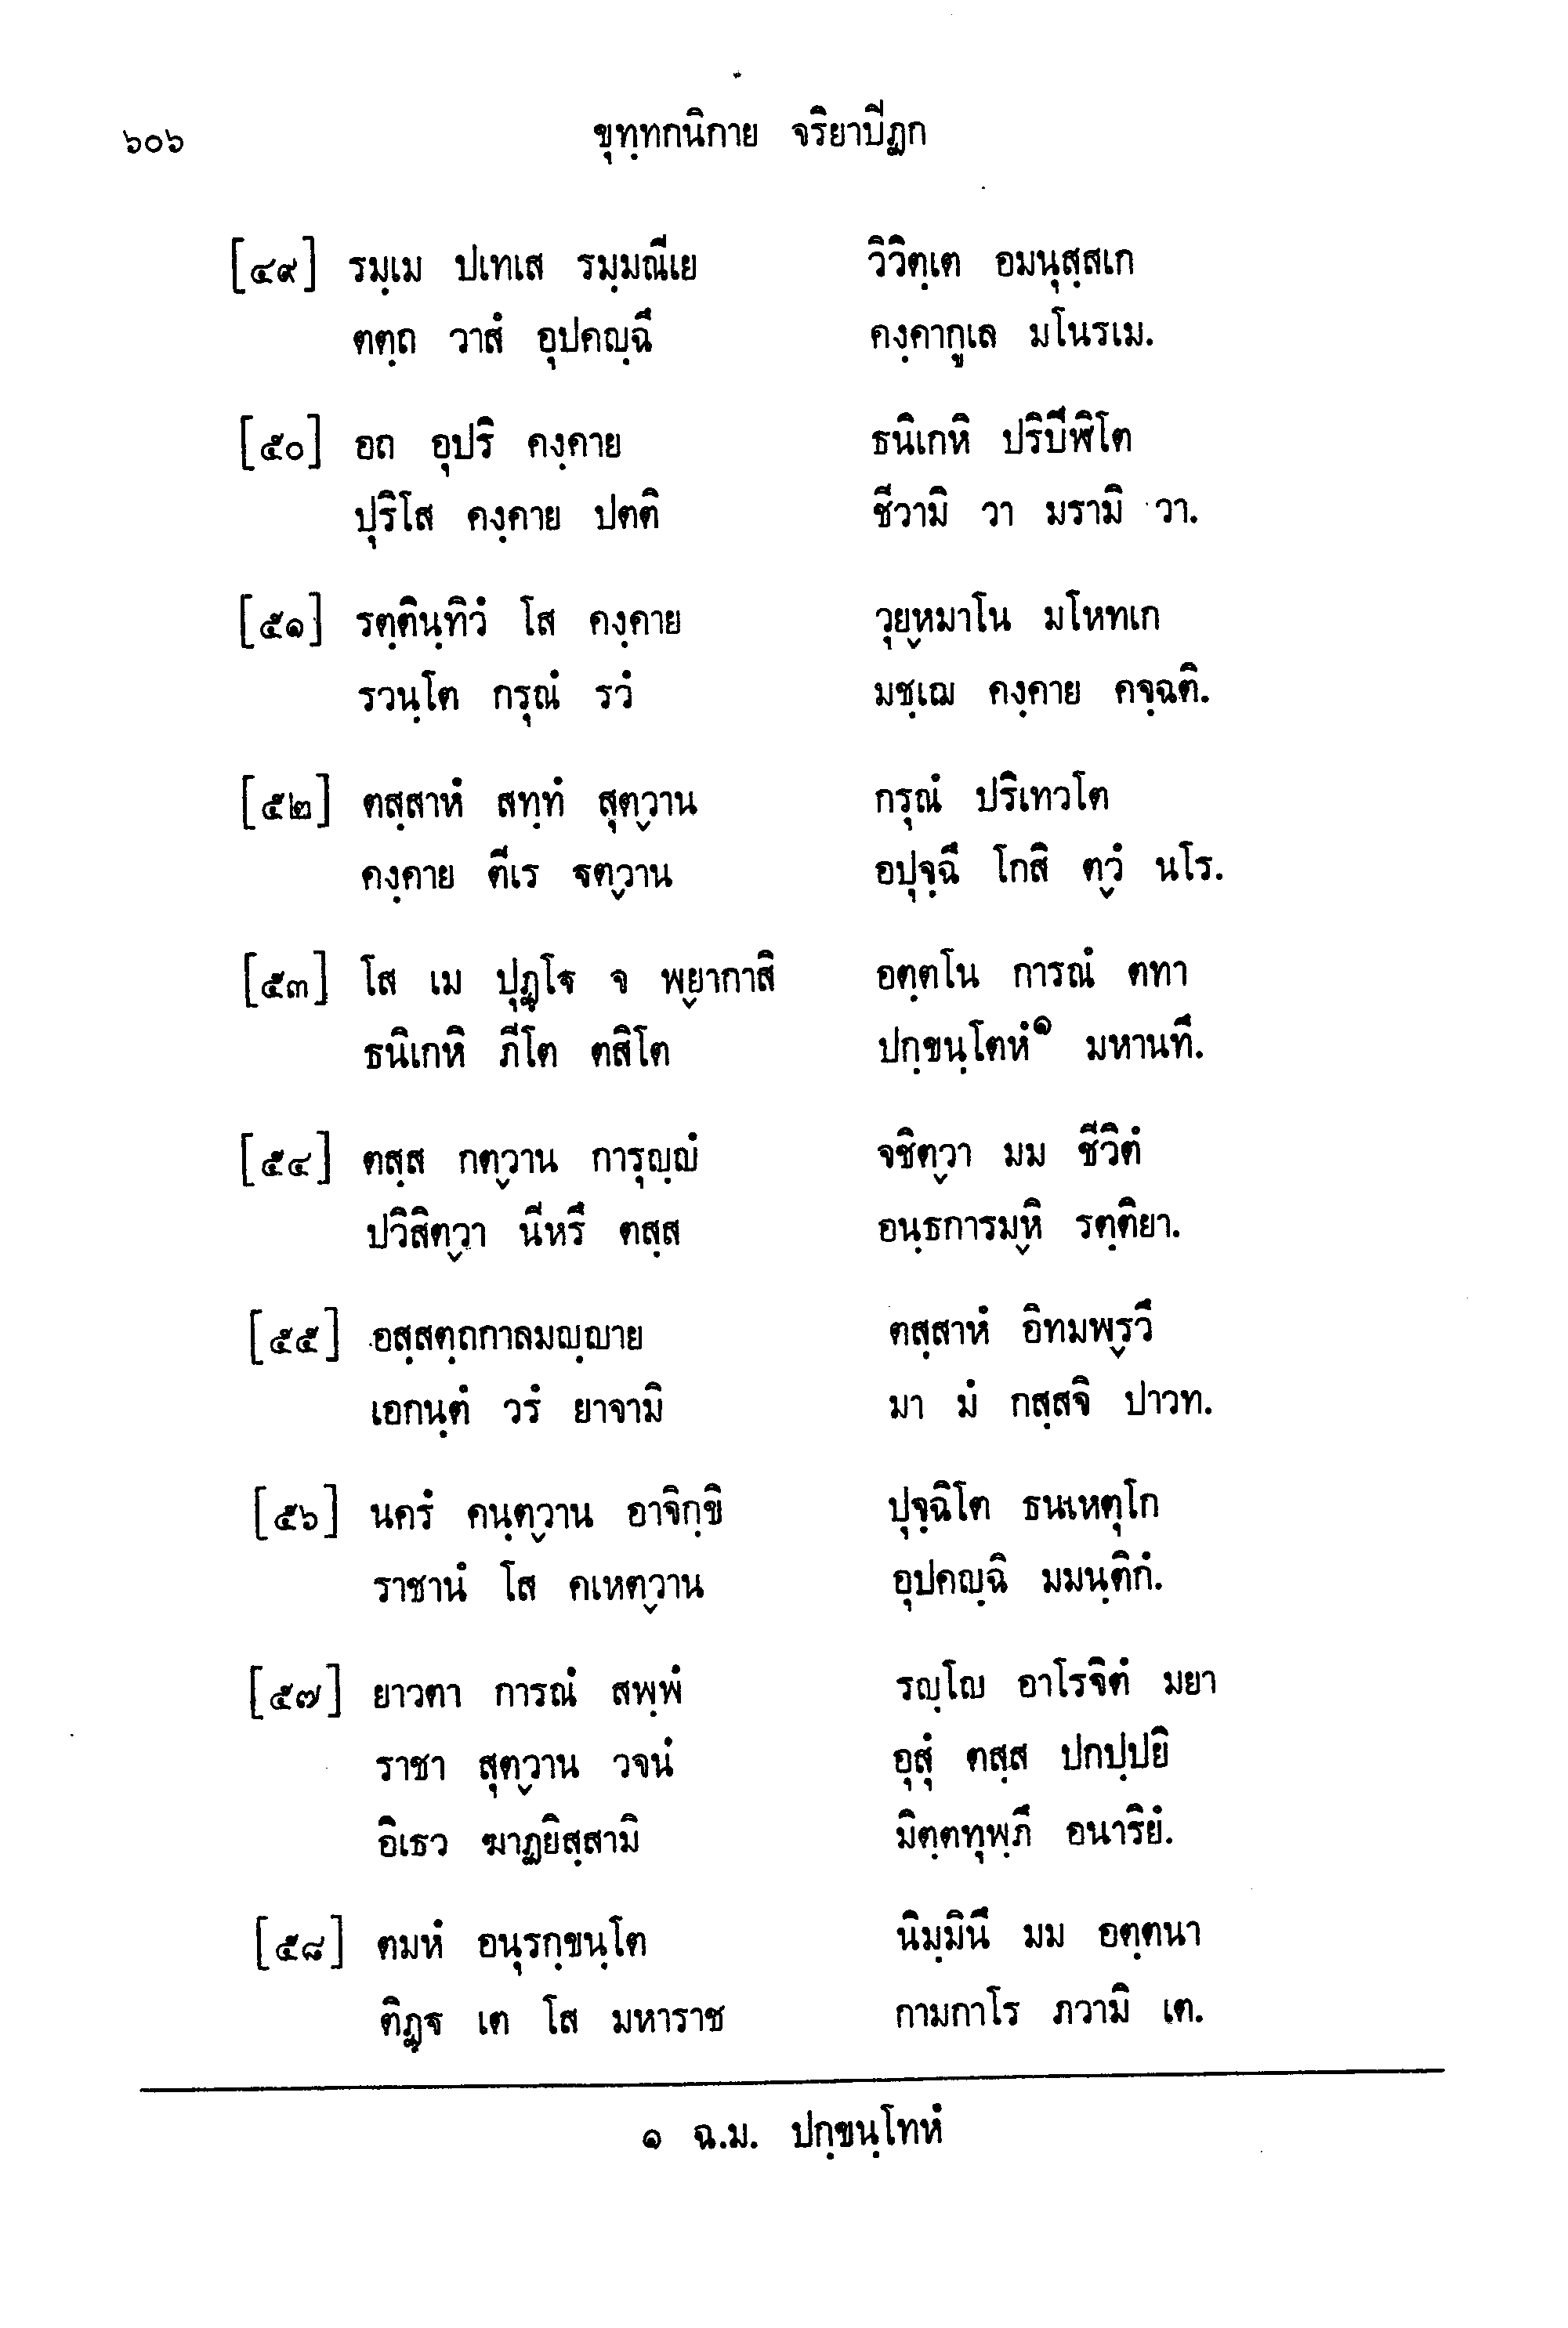 ๖๐๖ ขุทฺทกนิกาย จริยาปีฏก
[๔๙] รมฺเม ปเทเส รมฺมณีเย วิวิตฺเต อมนุสฺสเก
ตตฺถ วาสํ อุปคญฺฉึ คงฺคากูเล มโนรเม.
[๕๐] อถ อุปริ คงฺคาย ธนิเกหิ ปริปีฬิโต
ปุริโส คงฺคาย ปตติ ชีวามิ วา มรามิ วา.
[๕๑] รตฺตินฺทิวํ โส คงฺคาย วุยฺหมาโน มโหทเก
รวนฺโต กรุณํ รวํ มชฺเฌ คงฺคาย คจฺฉติ.
[๕๒] ตสฺสาหํ สทฺทํ สุตฺวาน กรุณํ ปริเทวโต
คงฺคาย ตีเร ฐตฺวาน อปุจฺฉึ โกสิ ตฺวํ นโร.
[๕๓] โส เม ปุฏฺโฐ จ พฺยากาสิ อตฺตโน การณํ ตทา
ธนิเกหิ ภีโต ตสิโต ปกฺขนฺโตหํ๑ มหานทึ.
[๕๔] ตสฺส กตฺวาน การุญฺญํ จชิตฺวา มม ชีวิตํ
ปวิสิตฺวา นีหรึ ตสฺส อนฺธการมฺหิ รตฺติยา.
[๕๕] อสฺสตฺถกาลมญฺญาย ตสฺสาหํ อิทมพฺรวึ
เอกนฺตํ วรํ ยาจามิ มา มํ กสฺสจิ ปาวท.
[๕๖] นครํ คนฺตฺวาน อาจิกฺขิ ปุจฺฉิโต ธนเหตุโก
ราชานํ โส คเหตฺวาน อุปคญฺฉิ มมนฺติกํ.
[๕๗] ยาวตา การณํ สพฺพํ รญฺโญ อาโรจิตํ มยา
ราชา สุตฺวาน วจนํ อุสุํ ตสฺส ปกปฺปยิ
อิเธว ฆาฏยิสฺสามิ มิตฺตทุพฺภึ อนาริยํ.
[๕๘] ตมหํ อนุรกฺขนฺโต นิมฺมินึ มม อตฺตนา
ติฏฺฐ เต โส มหาราช กามกาโร ภวามิ เต.
๑ ฉ.ม. ปกฺขนฺโทหํ